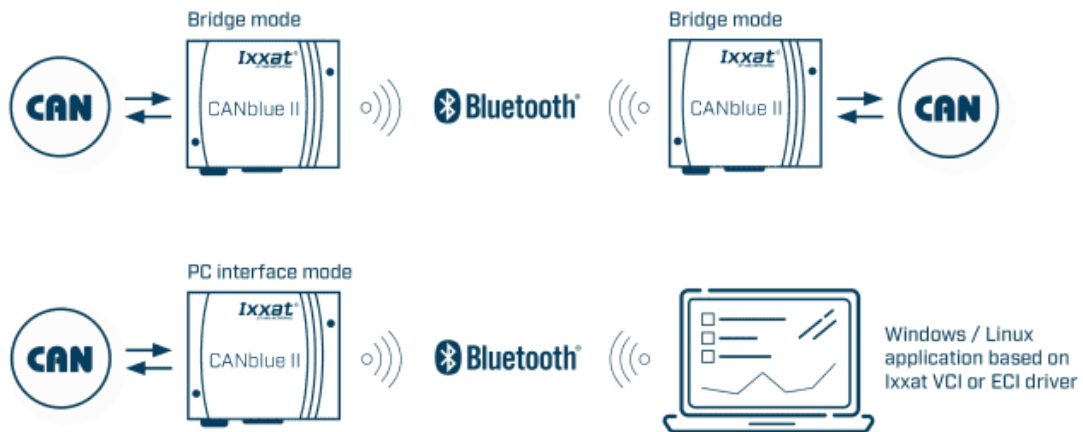 Bridge mode
Bridge mode
CAN
Ixxat®
CANblue II
Bluetooth®
Ixxat®
CANblue II
CAN
PC interface mode
CAN
Ixxat®
CANblue II
Bluetooth®
Windows / Linux
application based on
Ixxat VCI or ECI driver